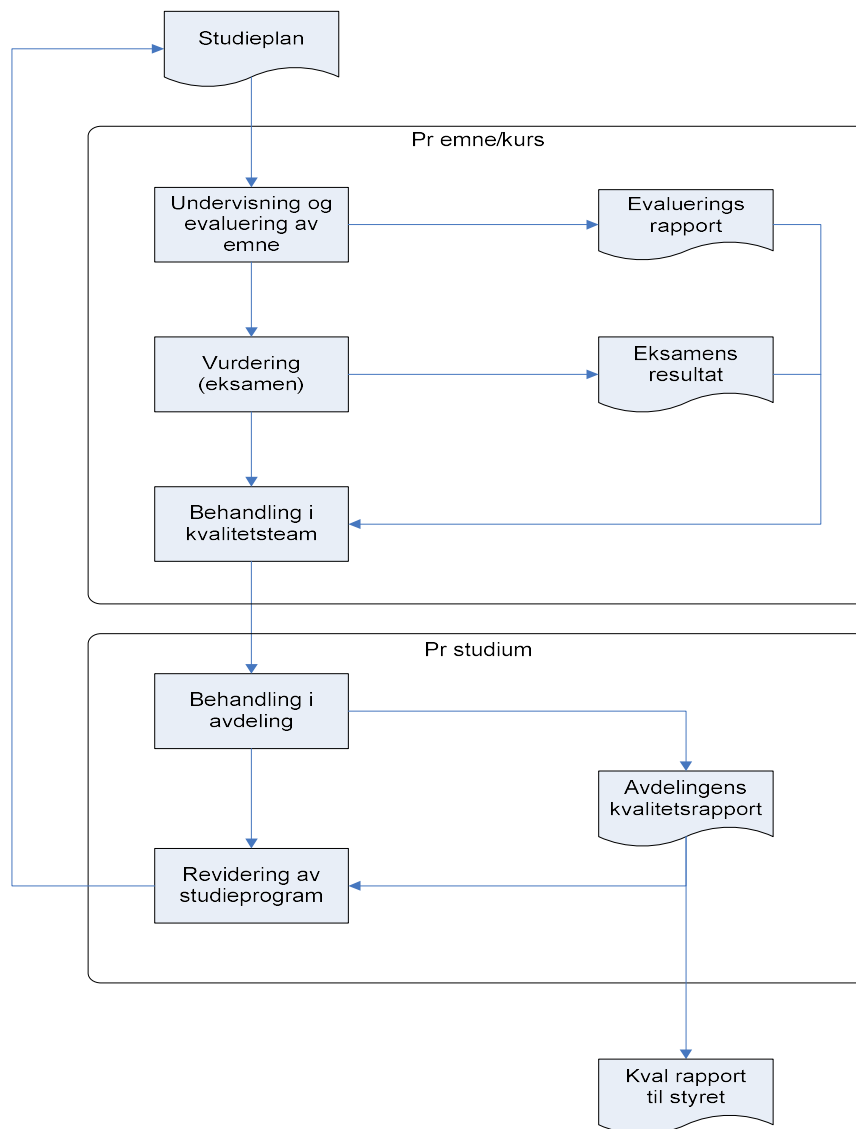 Studieplan
Pr emne/kurs
Undervisning og
evaluering av
emne
Evaluerings
rapport
Vurdering
(eksamen)
Eksamens
resultat
Behandling i
kvalitetsteam
Pr studium
Behandling i
avdeling
Avdelingens
kvalitetsrapport
Revidering av
studieprogram
Kval rapport
til styret